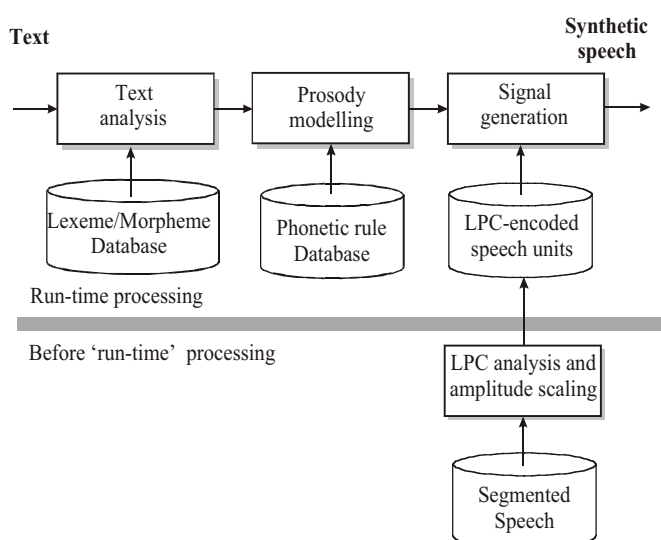 Text
Synthetic
speech
Text
analysis
Prosody
modelling
Signal
generation
Lexeme/Morpheme
Database
Phonetic rule
Database
LPC-encoded
speech units
Run-time processing
Before ‘run-time’ processing
LPC analysis and
amplitude scaling
Segmented
Speech